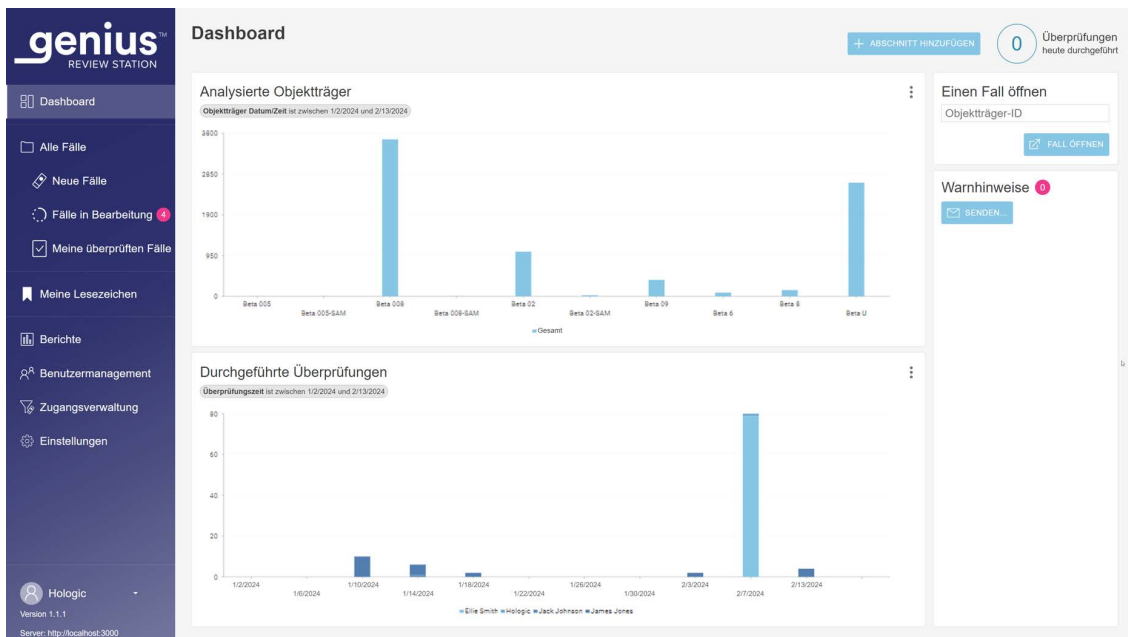 genius™
REVIEW STATION
Dashboard
Alle Fälle
Neue Fälle
Fälle in Bearbeitung 4
Meine überprüften Fälle
Meine Lesezeichen
Berichte
Benutzermanagement
Zugangsverwaltung
Einstellungen
Hologic
Version 1.1.1
Server: http://localhost:3000
Dashboard
+ ABSCHNITT HINZUFÜGEN
0
Überprüfungen
heute durchgeführt
Analysierte Objektträger
Objektträger Datum/Zeit ist zwischen 1/2/2024 und 2/13/2024
3800
2850
1900
950
0
Beta 005
Beta 005-SAM
Beta 008
Beta 008-SAM
Beta 02
Beta 02-SAM
Beta 09
Beta 6
Beta 8
Beta U
Gesamt
Durchgeführte Überprüfungen
Überprüfungszeit ist zwischen 1/2/2024 und 2/13/2024
80
60
40
20
0
1/2/2024
1/6/2024
1/10/2024
1/14/2024
1/18/2024
1/22/2024
1/26/2024
1/30/2024
2/3/2024
2/7/2024
2/13/2024
Ellie Smith Hologic Jack Johnson James Jones
Einen Fall öffnen
Objektträger-ID
FALL ÖFFNEN
Warnhinweise 0
SENDEN...